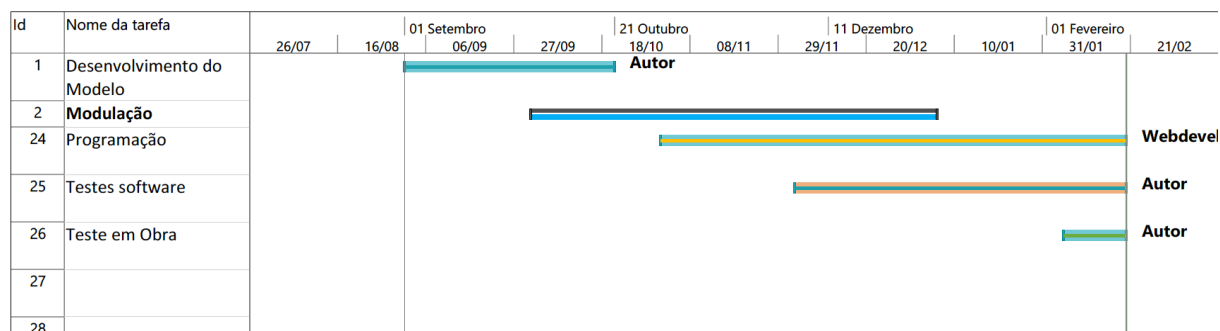 Id Nome da tarefa 01 Setembro 21 Outubro 11 Dezembro 01 Fevereiro
26/07 16/08 06/09 27/09 18/10 08/11 29/11 20/12 10/01 31/01 21/02
1 Desenvolvimento do Modelo Autor
2 Modulação
24 Programação Webdevel
25 Testes software Autor
26 Teste em Obra Autor
27
28